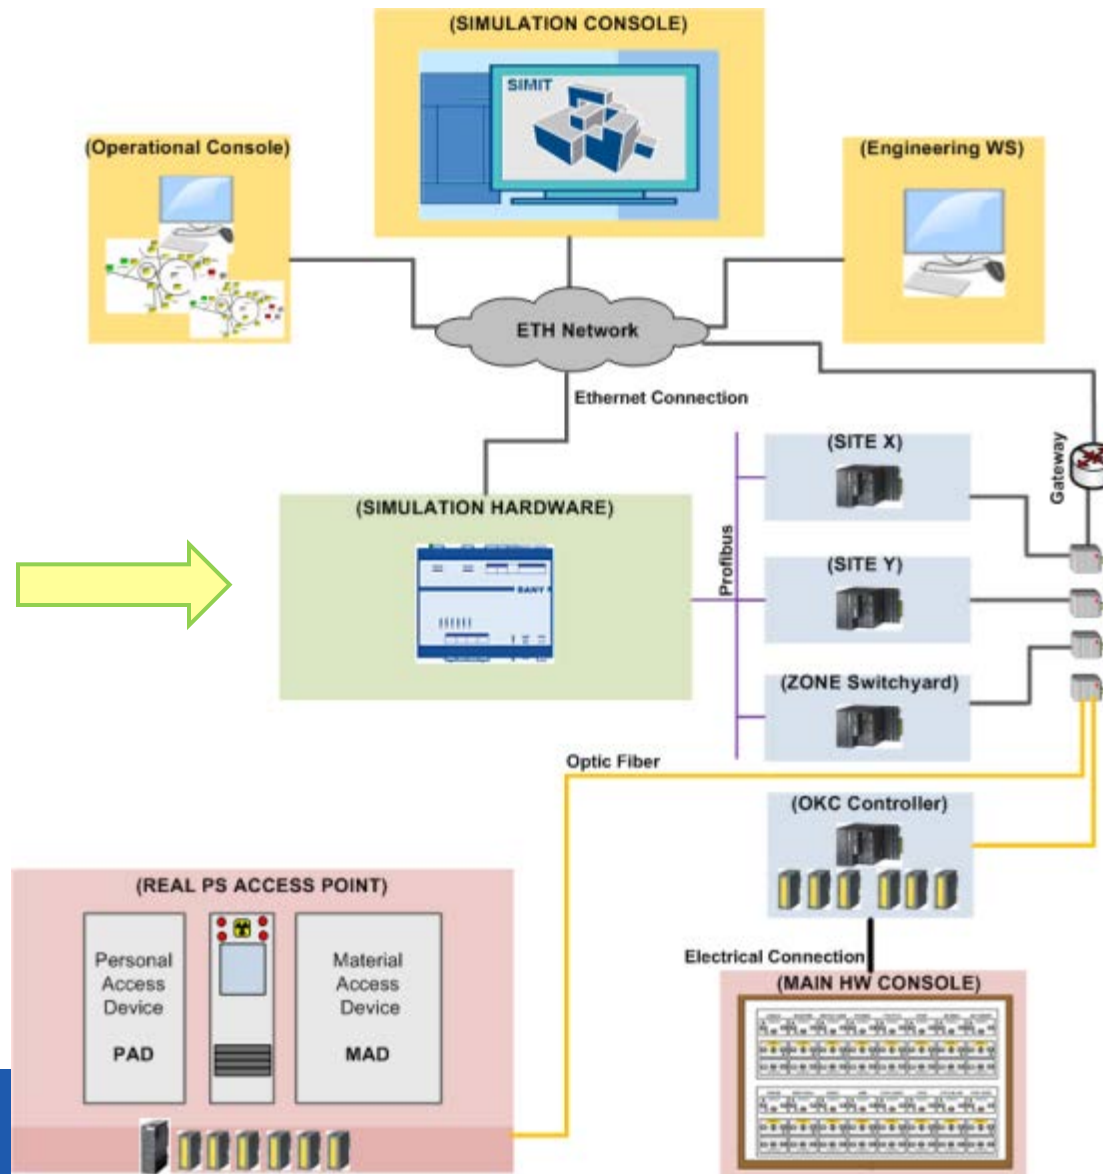 (SIMULATION CONSOLE)
SIMIT
(Operational Console)
(Engineering WS)
ETH Network
Ethernet Connection
Gateway
(SITE X)
(SIMULATION HARDWARE)
Profibus
(SITE Y)
(ZONE Switchyard)
Optic Fiber
(OKC Controller)
(REAL PS ACCESS POINT)
Personal
Access
Device
PAD
Material
Access
Device
MAD
Electrical Connection
(MAIN HW CONSOLE)